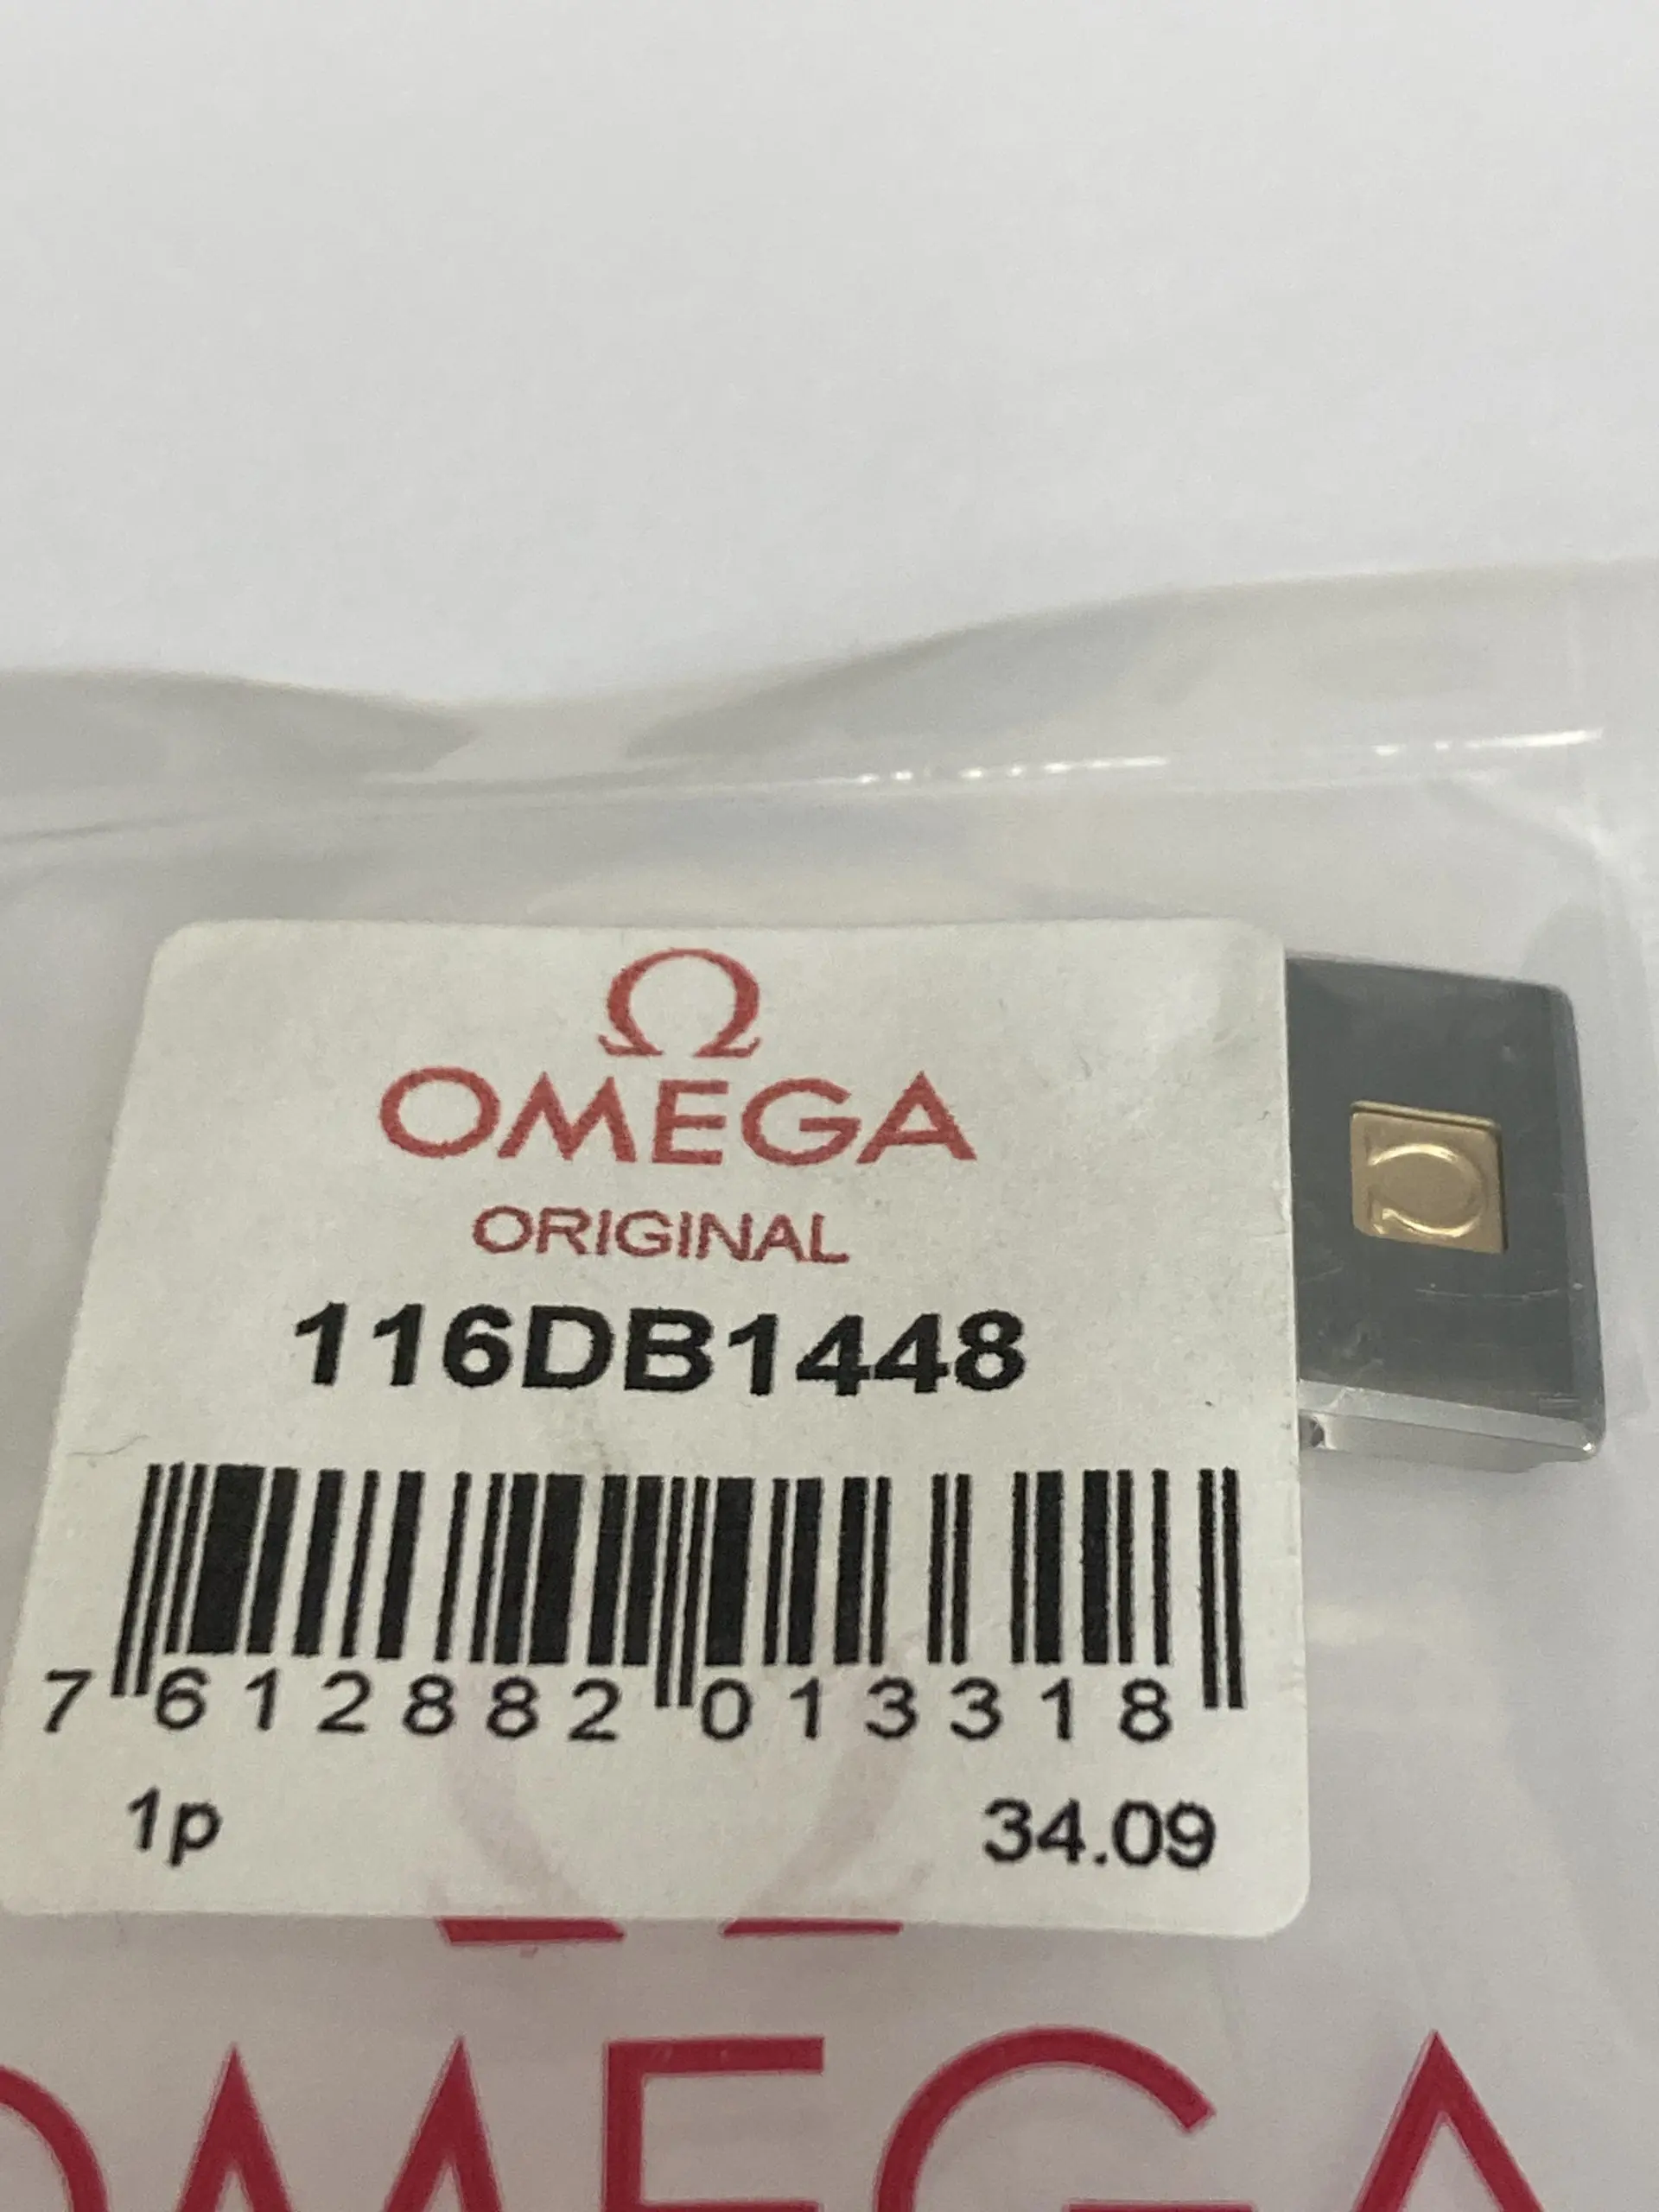 Ω
OMEGA
ORIGINAL
116DB1448
7 612882 013318
1p 34.09
OMEGA